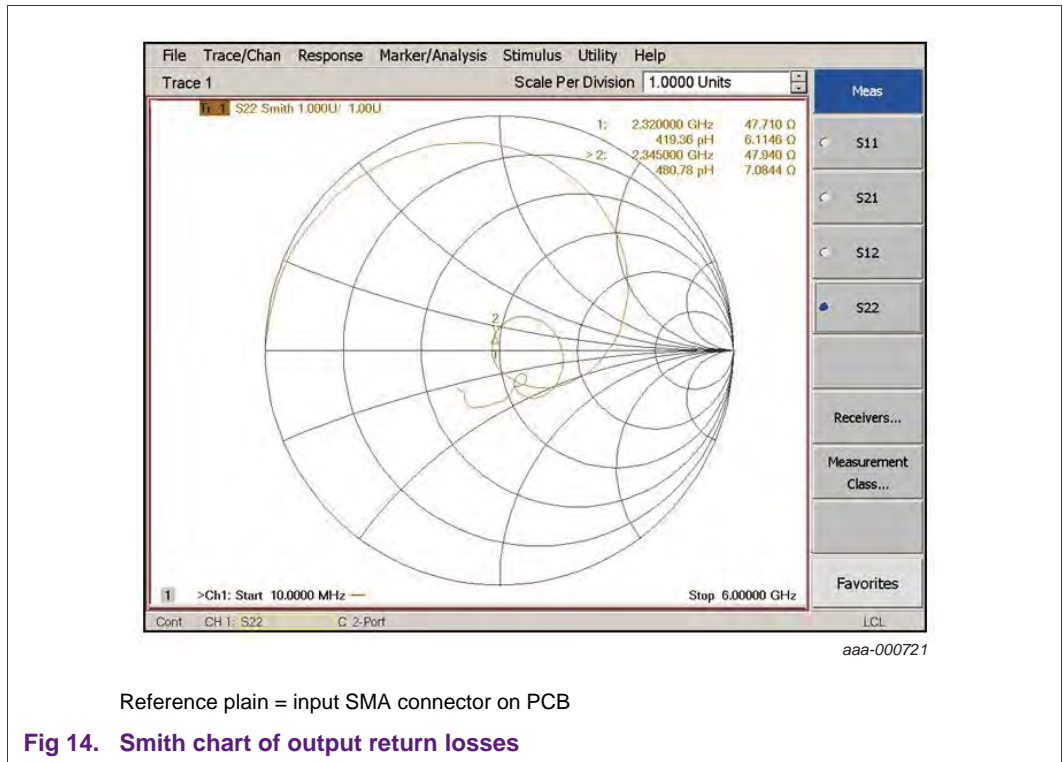 File Trace/Chan Response Marker/Analysis Stimulus Utility Help
Trace 1 Scale Per Division 1.0000 Units
Tr 1 S22 Smith 1.000U/ 1.00U
1: 2.320000 GHz 47.710 Ω
419.36 pH 6.1146 Ω
>2: 2.345000 GHz 47.940 Ω
480.78 pH 7.0844 Ω
2
1
1 >Ch1: Start 10.0000 MHz Stop 6.00000 GHz
Cont. CH 1: S22 C 2-Port LCL
Meas
S11
S21
S12
S22
Receivers...
Measurement
Class...
Favorites
aaa-000721
Reference plain = input SMA connector on PCB
Fig 14. Smith chart of output return losses